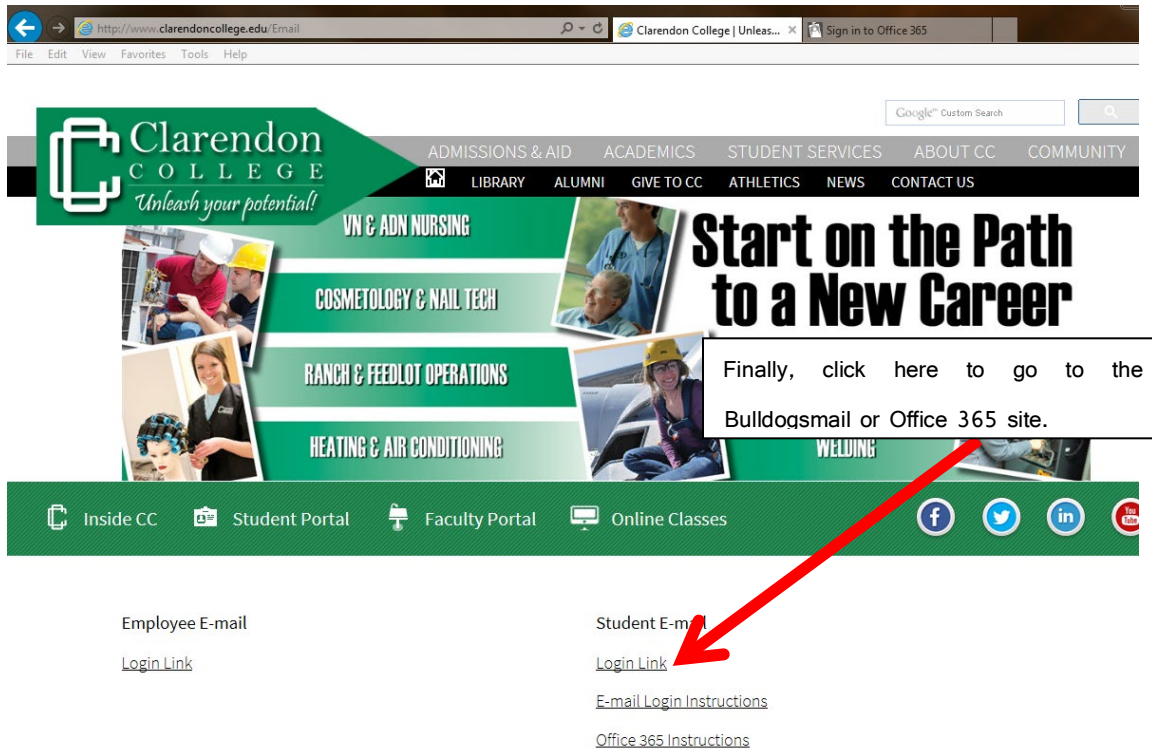 http://www.clarendoncollege.edu/Email
Clarendon College | Unleas...
Sign in to Office 365
File Edit View Favorites Tools Help
Google™ Custom Search
Clarendon
COLLEGE
Unleash your potential!
ADMISSIONS & AID ACADEMICS STUDENT SERVICES ABOUT CC COMMUNITY
LIBRARY ALUMNI GIVE TO CC ATHLETICS NEWS CONTACT US
VN & ADN NURSING
COSMETOLOGY & NAIL TECH
RANCH & FEEDLOT OPERATIONS
HEATING & AIR CONDITIONING
Start on the Path
to a New Career
Finally, click here to go to the
Bulldogsmail or Office 365 site.
WELDING
Inside CC Student Portal Faculty Portal Online Classes
You
Tube
Employee E-mail
Login Link
Student E-mail
Login Link
E-mail Login Instructions
Office 365 Instructions